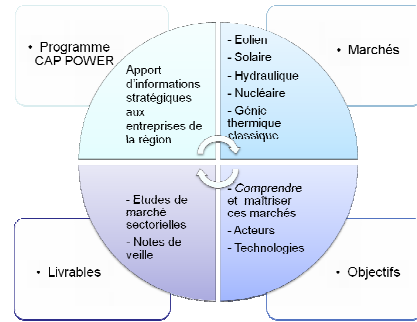 • Programme
CAP POWER
Apport
d'informations
stratégiques
aux
entreprises de
la région
- Eolien
- Solaire
- Hydraulique
- Nucléaire
- Génie
thermique
classique
• Marchés
- Etudes de
marché
sectorielles
- Notes de
veille
- Comprendre
et maîtriser
ces marchés
- Acteurs
- Technologies
• Livrables
• Objectifs